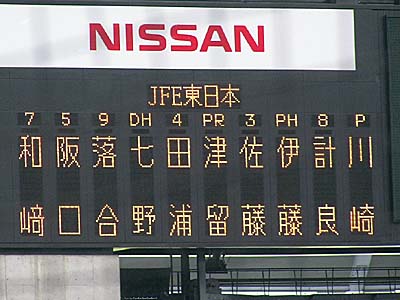 NISSAN
JFE東日本
7 5 9 DH 4 PR 3 PH 8 P
和 阪 落 七 田 津 佐 伊 計 川
﨑 口 合 野 浦 留 藤 藤 良 崎